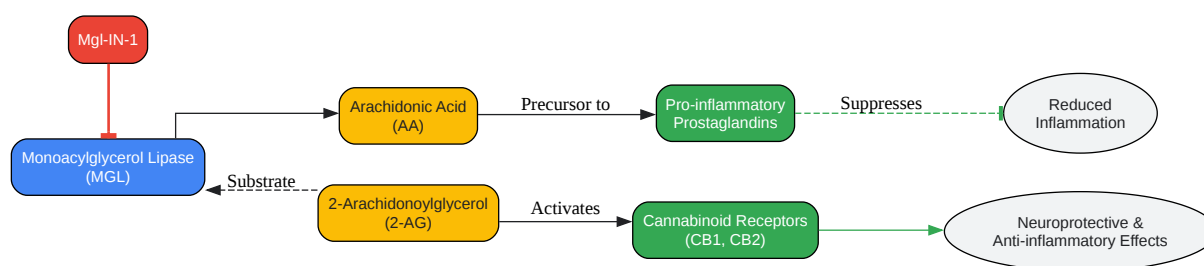 Mgl-IN-1
Arachidonic Acid
(AA)
Precursor to
Pro-inflammatory
Prostaglandins
Suppresses
Reduced
Inflammation
Monoacylglycerol Lipase
(MGL)
Substrate
2-Arachidonoylglycerol
(2-AG)
Activates
Cannabinoid Receptors
(CB1, CB2)
Neuroprotective &
Anti-inflammatory Effects